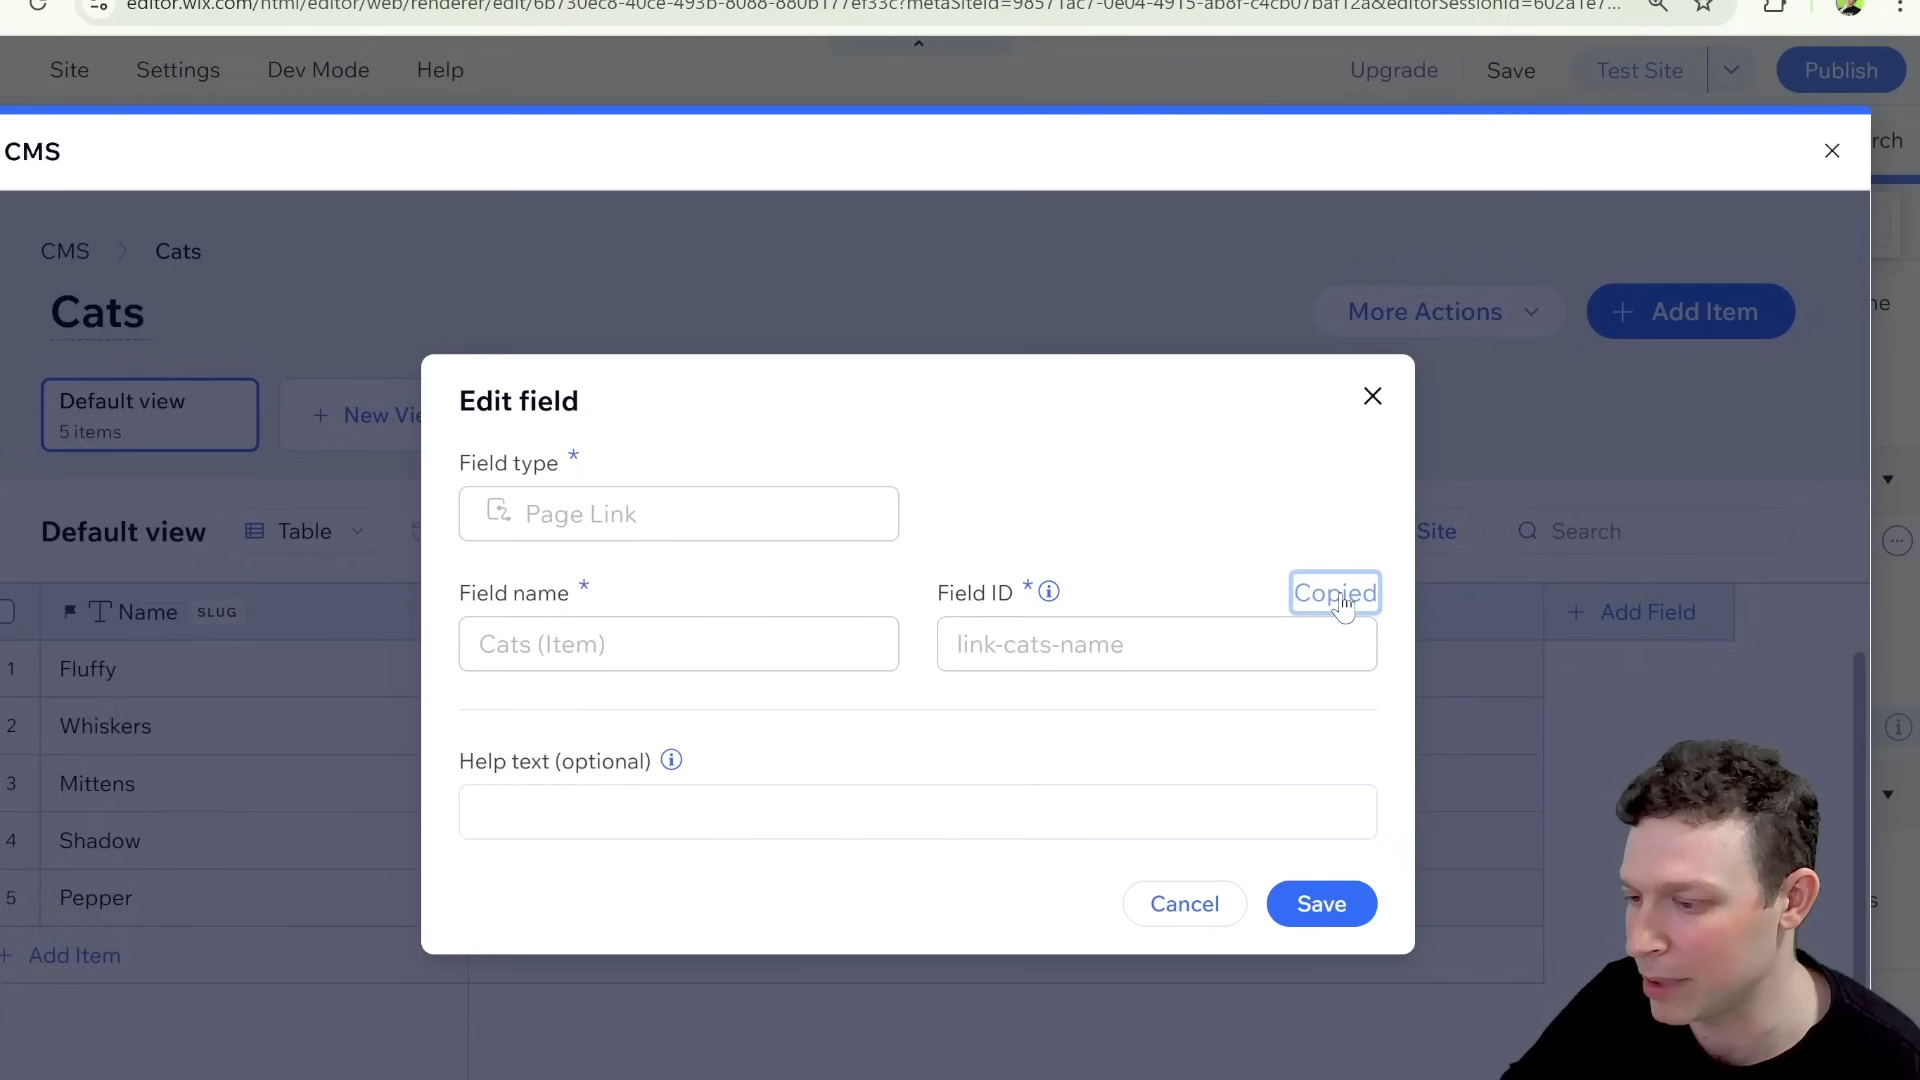 Site
Settings
Dev Mode
Help
Upgrade
Save
Test Site
Publish
CMS
CMS
Cats
Cats
More Actions
+ Add Item
Default view
5 items
+ New Vie
Edit field
Field type *
Page Link
Default view
Table
Site
Search
Field name *
Field ID *
Copied
Cats (Item)
link-cats-name
Name SLUG
+ Add Field
1 Fluffy
2 Whiskers
3 Mittens
4 Shadow
5 Pepper
+ Add Item
Help text (optional)
Cancel
Save